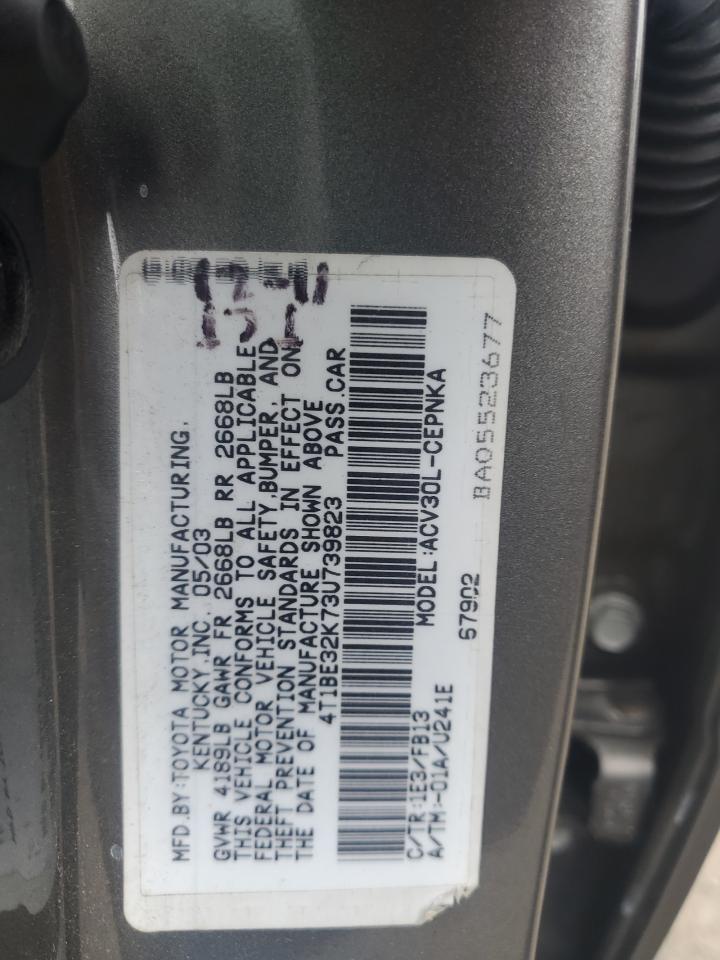 MFD.BY:TOYOTA MOTOR MANUFACTURING,
KENTUCKY,INC. 05/03
GVWR 4189LB GAWR FR 2668LB RR 2668LB
THIS VEHICLE CONFORMS TO ALL APPLICABLE
FEDERAL MOTOR VEHICLE SAFETY,BUMPER, AND
THEFT PREVENTION STANDARDS IN EFFECT ON
THE DATE OF MANUFACTURE SHOWN ABOVE
4T1BE32K73U739823 PASS.CAR
C/TR:1E3/FB13 MODEL:ACV30L-CEPNKA
A/TM:-01A/U241E
67902
BA05523677